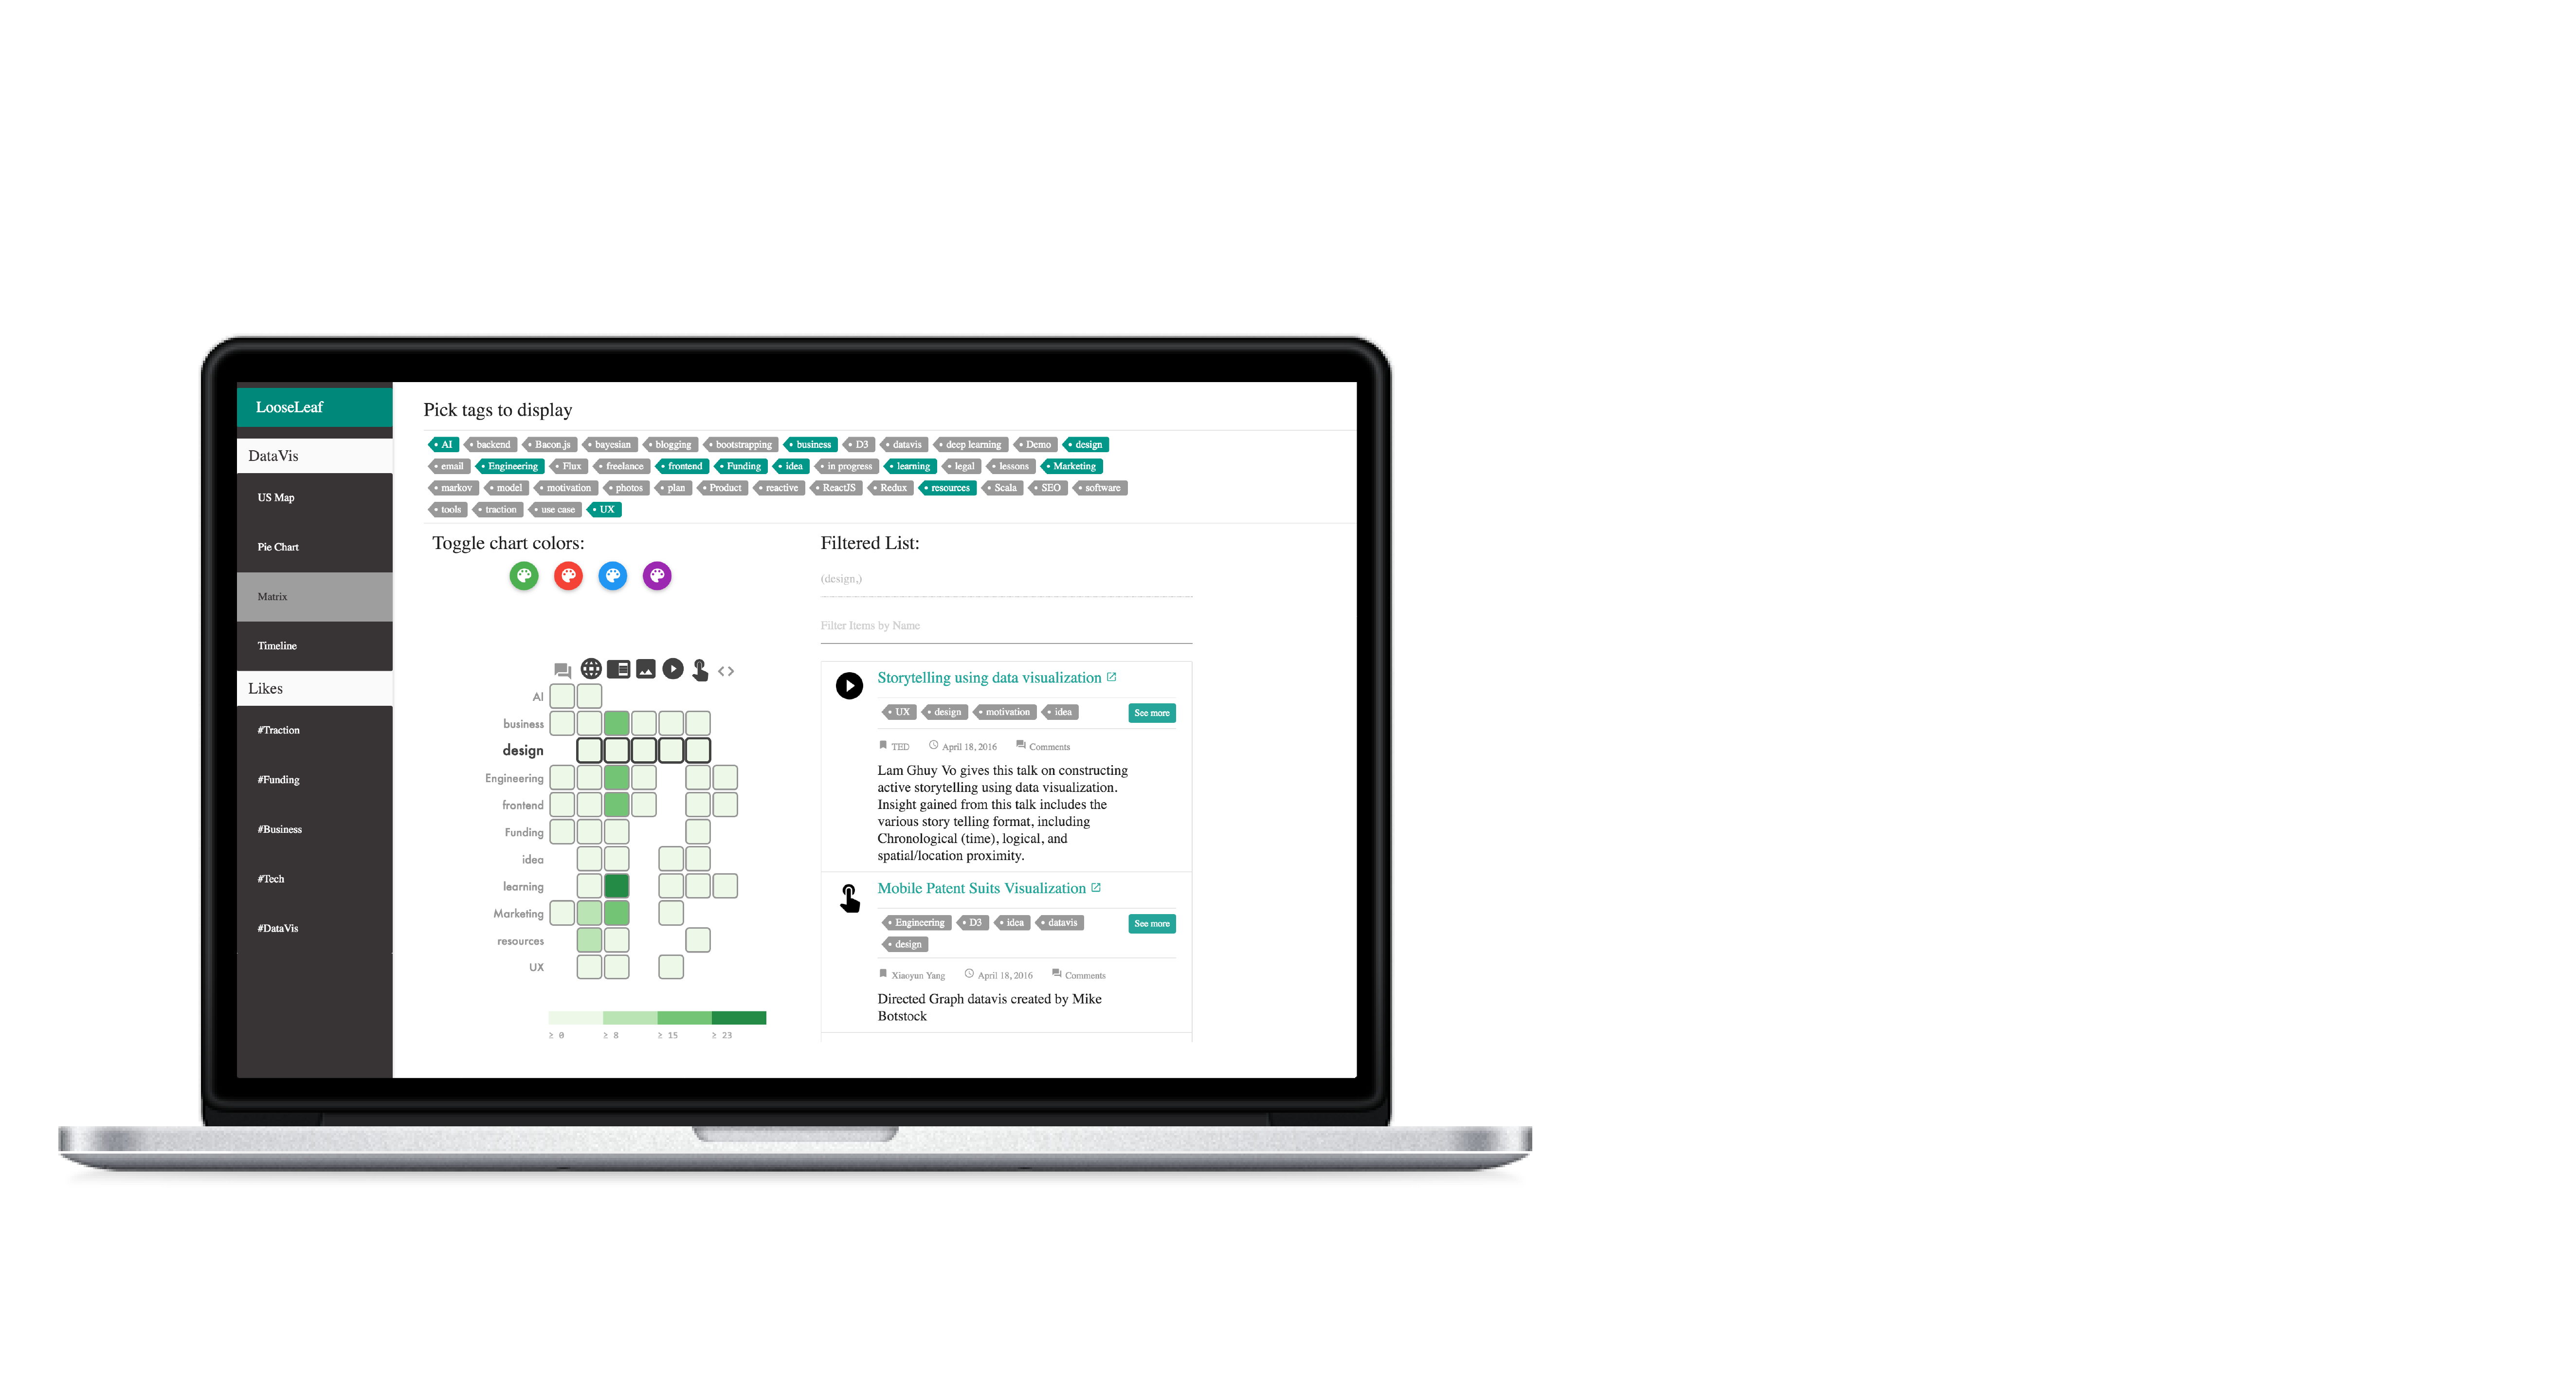 LooseLeaf
DataVis
US Map
Pie Chart
Matrix
Timeline
Likes
#Traction
#Funding
#Business
#Tech
#DataVis
Pick tags to display
AI backend Bacon.js bayesian blogging bootstrapping business D3 datavis deep learning Demo design
email Engineering Flux freelance frontend Funding idea in progress learning legal lessons Marketing
markov model motivation photos plan Product reactive ReactJS Redux resources Scala SEO software
tools traction use case UX
Toggle chart colors:
AI
business
design
Engineering
frontend
Funding
idea
learning
Marketing
resources
UX
≥ 0 ≥ 8 ≥ 15 ≥ 23
Filtered List:
(design,)
Filter Items by Name
Storytelling using data visualization
UX design motivation idea
See more
TED April 18, 2016 Comments
Lam Ghuy Vo gives this talk on constructing
active storytelling using data visualization.
Insight gained from this talk includes the
various story telling format, including
Chronological (time), logical, and
spatial/location proximity.
Mobile Patent Suits Visualization
Engineering D3 idea datavis
See more
design
Xiaoyun Yang April 18, 2016 Comments
Directed Graph datavis created by Mike
Botstock